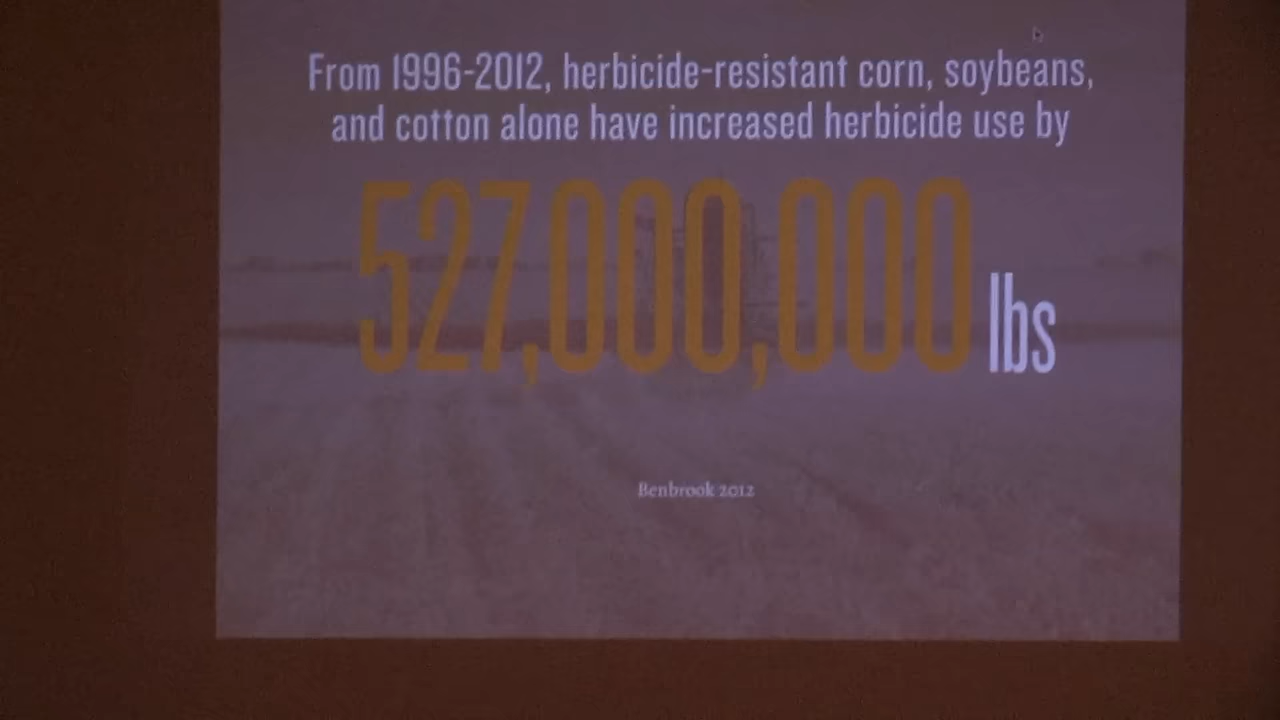 From 1996-2012, herbicide-resistant corn, soybeans,
and cotton alone have increased herbicide use by
527,000,000 lbs
Benbrook 2012